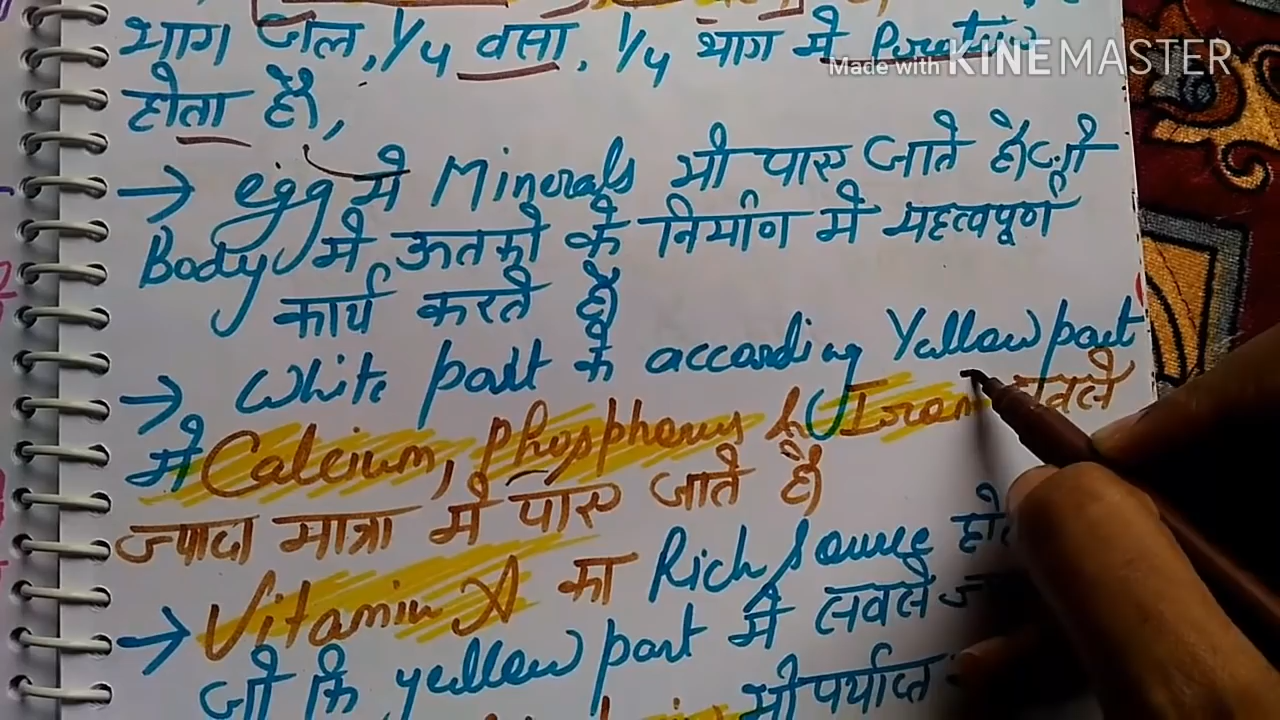 भाग जल, 1/4 वसा, 1/4 भाग में Protein
Made with KINEMASTER
होता है,
→ egg में Minerals भी पाए जाते है जो
Body में ऊतको के निर्माण में महत्वपूर्ण
कार्य करते है
→ White part के according Yellow part
में Calcium, phosphorus & Iron सबसे
ज्यादा मात्रा में पाए जाते है
→ Vitamin A का Rich source
जो कि yellow part में सबसे
भी पर्याप्त